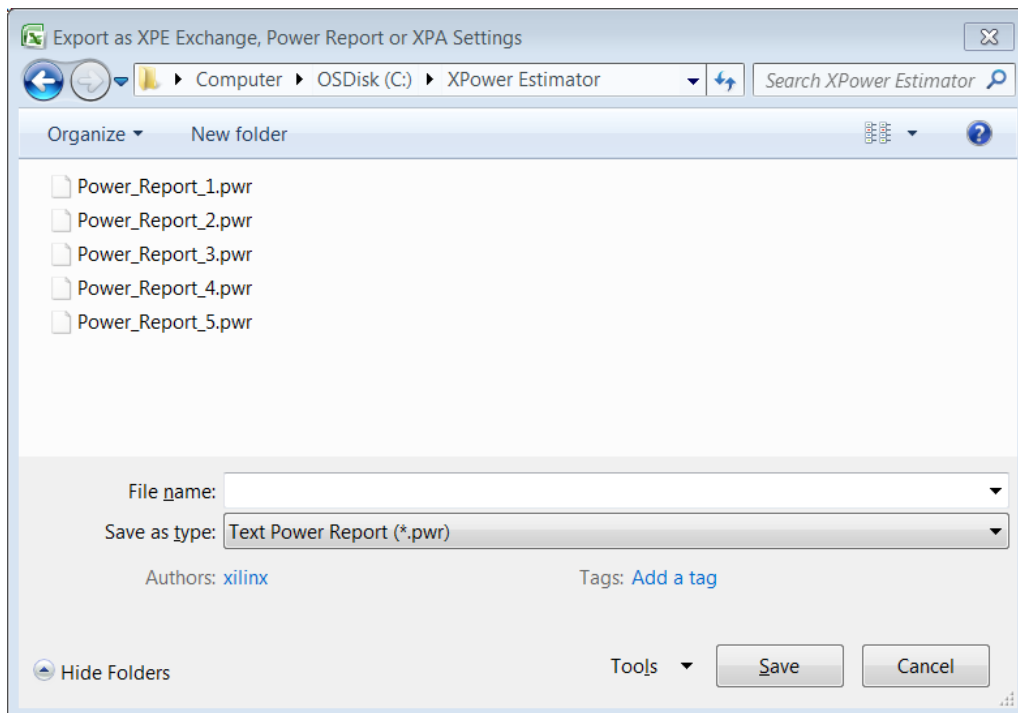 Export as XPE Exchange, Power Report or XPA Settings
Computer OSDisk (C:) XPower Estimator Search XPower Estimator
Organize New folder
Power_Report_1.pwr
Power_Report_2.pwr
Power_Report_3.pwr
Power_Report_4.pwr
Power_Report_5.pwr
File name:
Save as type: Text Power Report (*.pwr)
Authors: xilinx Tags: Add a tag
Hide Folders Tools Save Cancel